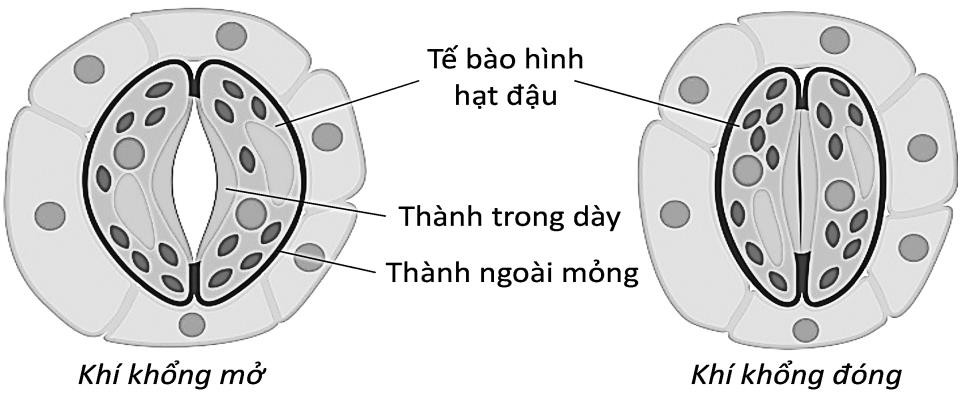 Tế bào hình
hạt đậu
Thành trong dày
Thành ngoài mỏng
Khí khổng mở
Khí khổng đóng